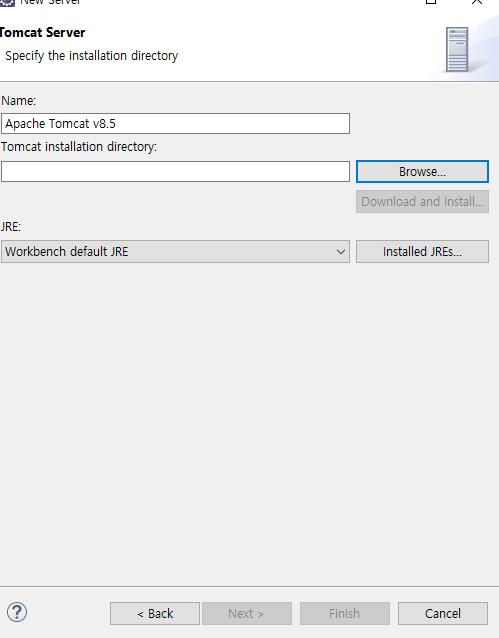 New Server
Tomcat Server
Specify the installation directory
Name:
Apache Tomcat v8.5
Tomcat installation directory:
Browse...
Download and Install...
JRE:
Workbench default JRE
Installed JREs...
?
< Back
Next >
Finish
Cancel